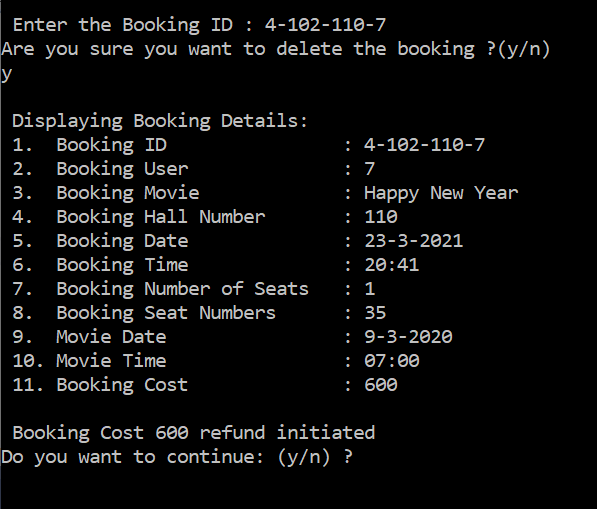 Enter the Booking ID : 4-102-110-7
Are you sure you want to delete the booking ?(y/n)
y
Displaying Booking Details:
1.  Booking ID                : 4-102-110-7
2.  Booking User              : 7
3.  Booking Movie             : Happy New Year
4.  Booking Hall Number       : 110
5.  Booking Date              : 23-3-2021
6.  Booking Time              : 20:41
7.  Booking Number of Seats   : 1
8.  Booking Seat Numbers      : 35
9.  Movie Date                : 9-3-2020
10. Movie Time                : 07:00
11. Booking Cost              : 600
Booking Cost 600 refund initiated
Do you want to continue: (y/n) ?